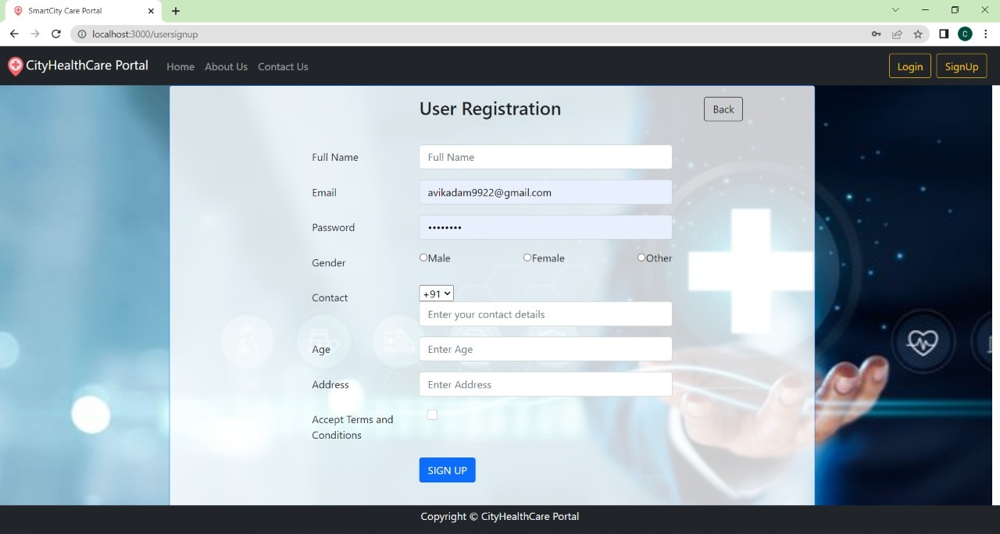 SmartCity Care Portal
localhost:3000/usersignup
C
CityHealthCare Portal Home About Us Contact Us Login SignUp
User Registration Back
Full Name Full Name
Email avikadam9922@gmail.com
Password ••••••••
Gender Male Female Other
Contact +91
Enter your contact details
Age Enter Age
Address Enter Address
Accept Terms and
Conditions
SIGN UP
Copyright © CityHealthCare Portal